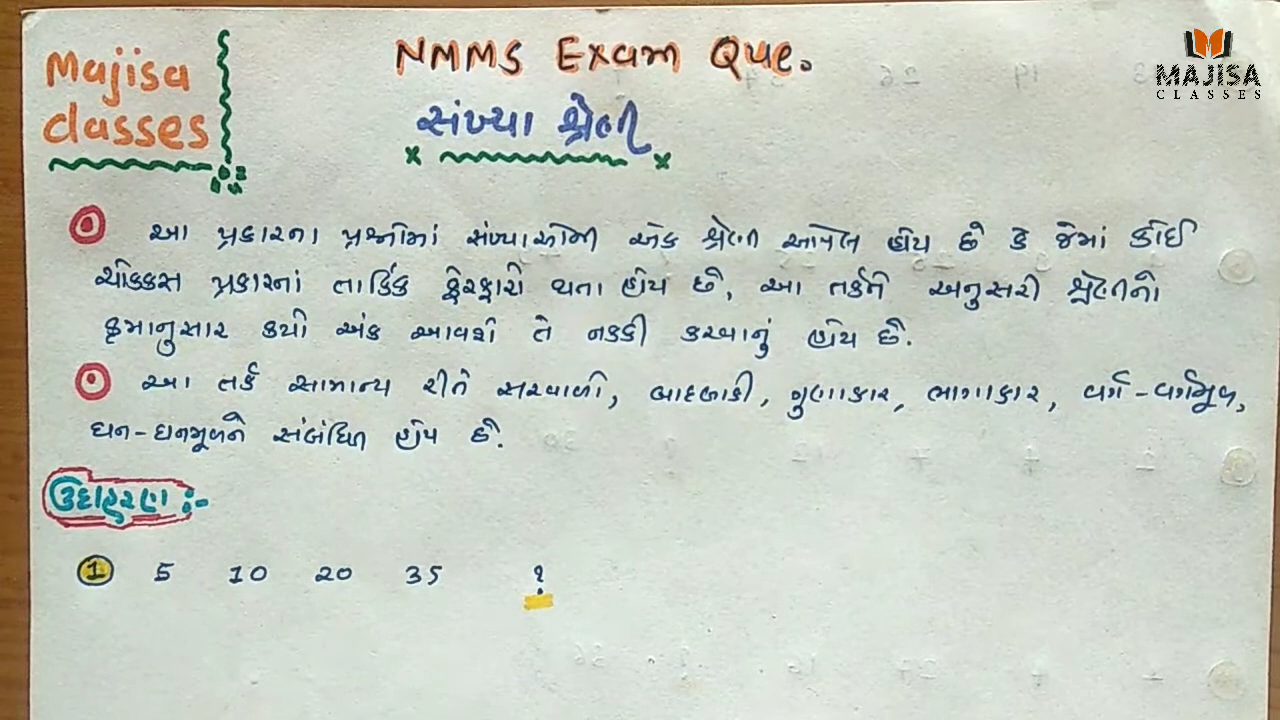 Majisa
classes
NMMS Exam Que.
સંખ્યા શ્રેણી
MAJISA
CLASSES
આ પ્રકારના પ્રશ્નોમાં સંખ્યાઓની એક શ્રેણી આપેલ હોય છે કે જેમાં કોઈ
ચોકકસ પ્રકારનાં તાર્કિક ફેરફારો થતા હોય છે, આ તર્કને અનુસરી શ્રેણીનો
ક્રમાનુસાર કયો અંક આવશે તે નકકી કરવાનું હોય છે.
આ તર્ક સામાન્ય રીતે સરવાળા, બાદબાકી, ગુણાકાર, ભાગાકાર, વર્ગ-વર્ગમૂળ,
ઘન-ઘનમૂળને સંબંધિત હોય છે.
ઉદાહરણ :-
1 5 10 20 35 ?